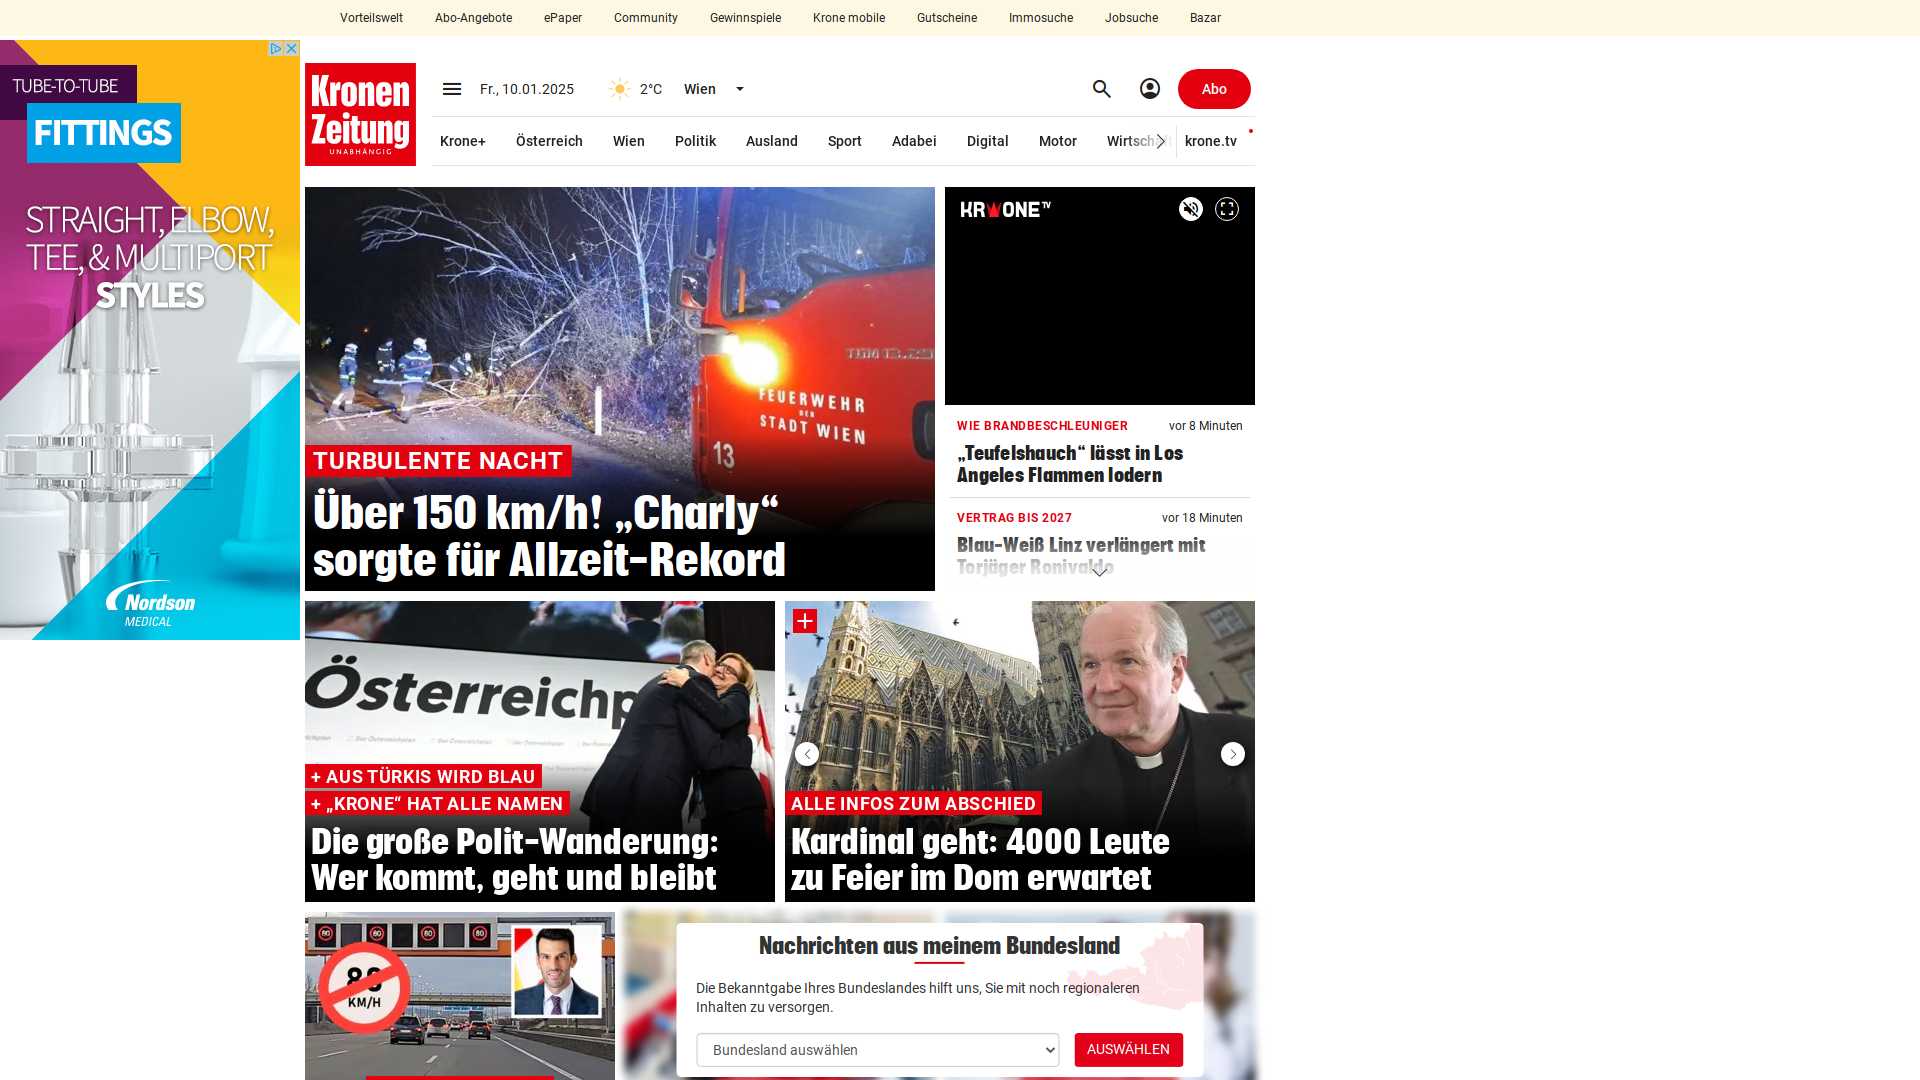 Vorteilswelt
Abo-Angebote
ePaper
Community
Gewinnspiele
Krone mobile
Gutscheine
Immosuche
Jobsuche
Bazar
TUBE-TO-TUBE
FITTINGS
STRAIGHT, ELBOW,
TEE, & MULTIPORT
STYLES
Nordson
MEDICAL
Kronen
Zeitung
UNABHÄNGIG
Fr., 10.01.2025
2°C
Wien
Abo
Krone+
Österreich
Wien
Politik
Ausland
Sport
Adabei
Digital
Motor
krone.tv
FEUERWEHR
DER
STADT WIEN
13
TURBULENTE NACHT
Über 150 km/h! „Charly“
sorgte für Allzeit-Rekord
KRONE TV
WIE BRANDBESCHLEUNIGER
vor 8 Minuten
„Teufelshauch“ lässt in Los
Angeles Flammen lodern
VERTRAG BIS 2027
vor 18 Minuten
Blau-Weiß Linz verlängert mit
Torjäger Ronivaldo
Österreichp
+ AUS TÜRKIS WIRD BLAU
+ „KRONE“ HAT ALLE NAMEN
Die große Polit-Wanderung:
Wer kommt, geht und bleibt
ALLE INFOS ZUM ABSCHIED
Kardinal geht: 4000 Leute
zu Feier im Dom erwartet
80
80
80
80
KM/H
Nachrichten aus meinem Bundesland
Die Bekanntgabe Ihres Bundeslandes hilft uns, Sie mit noch regionaleren
Inhalten zu versorgen.
Bundesland auswählen
AUSWÄHLEN